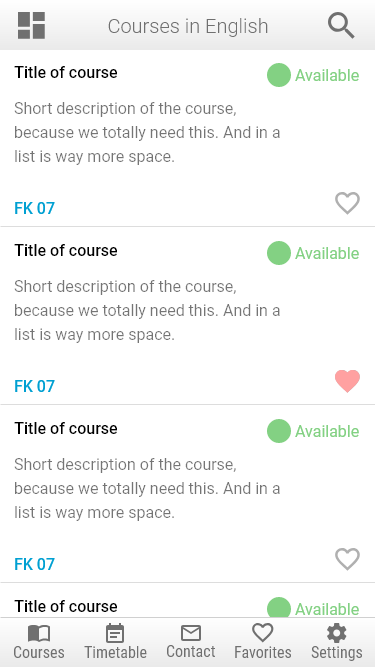 Courses in English
Title of course
Available
Short description of the course,
because we totally need this. And in a
list is way more space.
FK 07
Title of course
Available
Short description of the course,
because we totally need this. And in a
list is way more space.
FK 07
Title of course
Available
Short description of the course,
because we totally need this. And in a
list is way more space.
FK 07
Title of course
Available
Courses
Timetable
Contact
Favorites
Settings